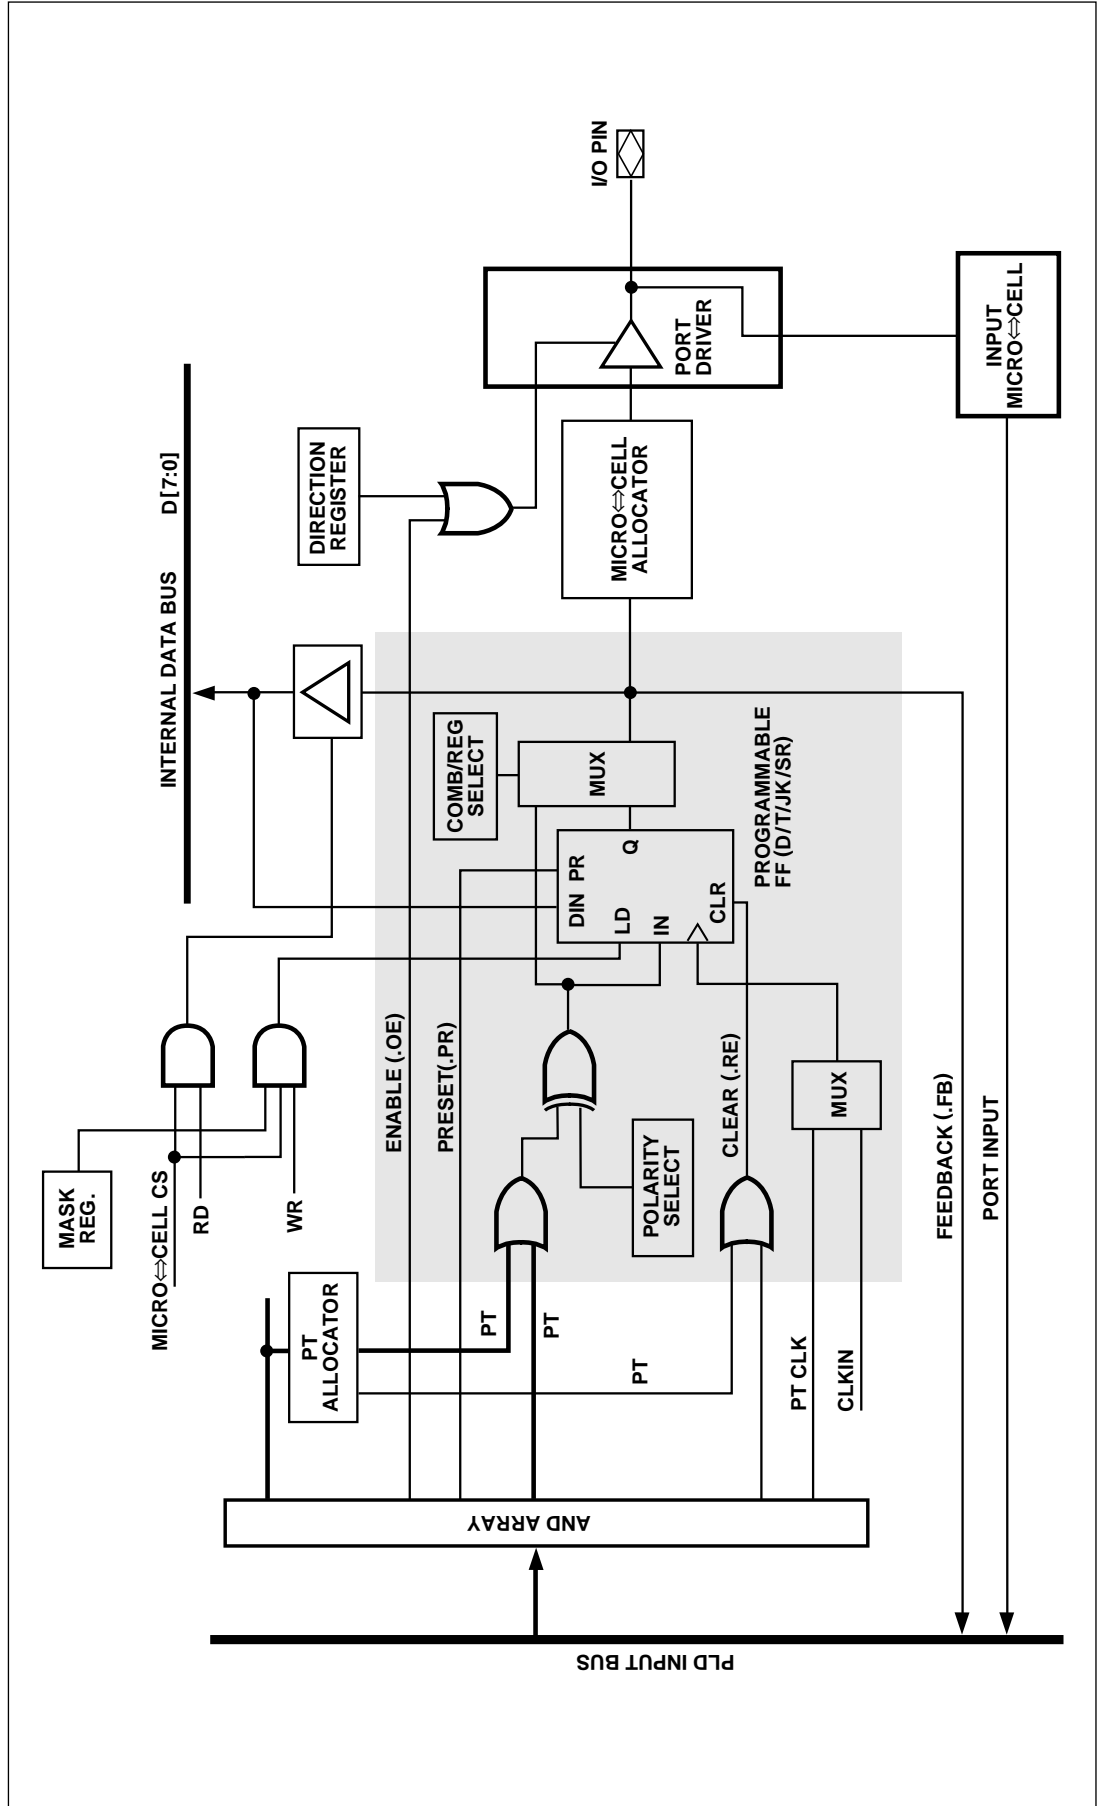 INTERNAL DATA BUS D[7:0]
MASK
REG.
MICRO⇔CELL CS
RD
WR
DIRECTION
REGISTER
I/O PIN
PT
ALLOCATOR
ENABLE (.OE)
PRESET(.PR)
COMB/REG
SELECT
PT
PT
MUX
DIN PR
LD
Q
IN
CLR
MICRO⇔CELL
ALLOCATOR
PORT
DRIVER
POLARITY
SELECT
PT
CLEAR (.RE)
PROGRAMMABLE
FF (D/T/JK/SR)
AND ARRAY
PT CLK
CLKIN
MUX
INPUT
MICRO⇔CELL
PLD INPUT BUS
FEEDBACK (.FB)
PORT INPUT